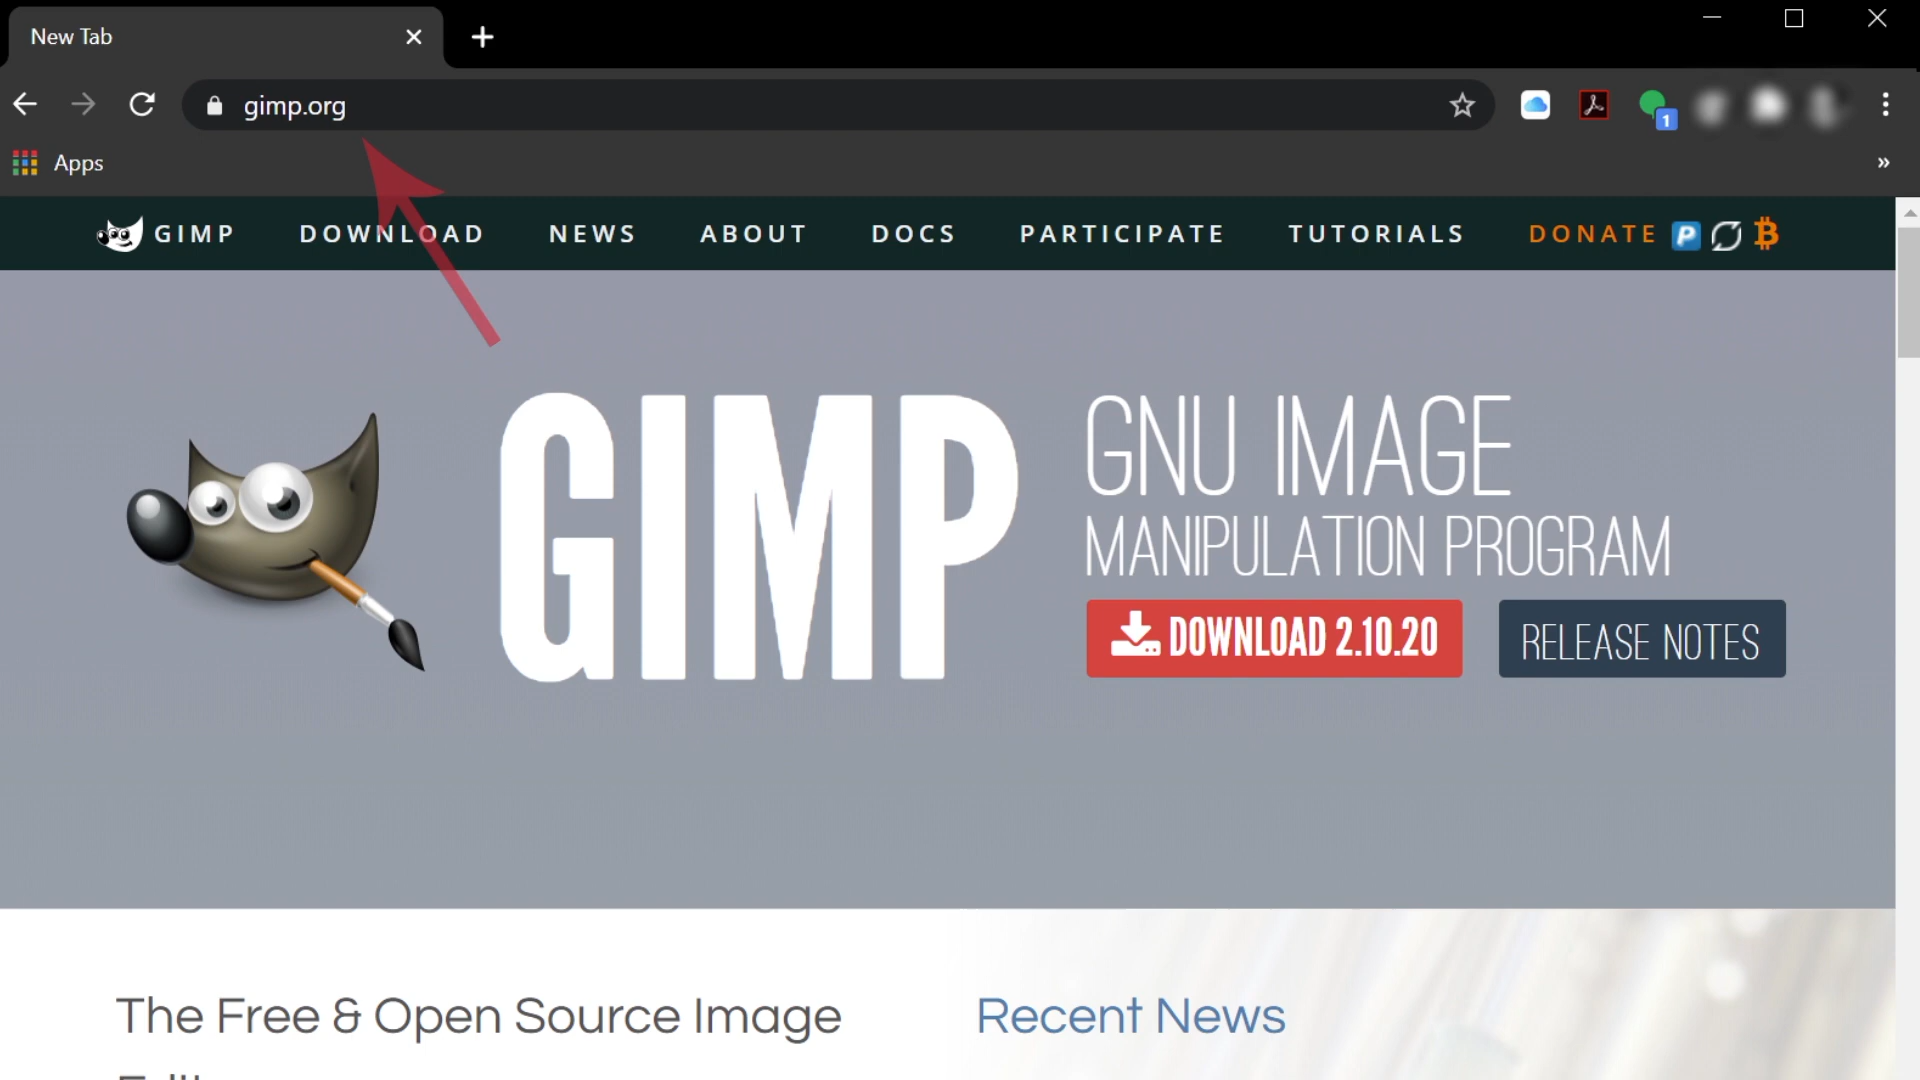 New Tab
gimp.org
1
Apps
»
GIMP DOWNLOAD NEWS ABOUT DOCS PARTICIPATE TUTORIALS DONATE
GIMP
GNU IMAGE
MANIPULATION PROGRAM
DOWNLOAD 2.10.20
RELEASE NOTES
The Free & Open Source Image
Recent News